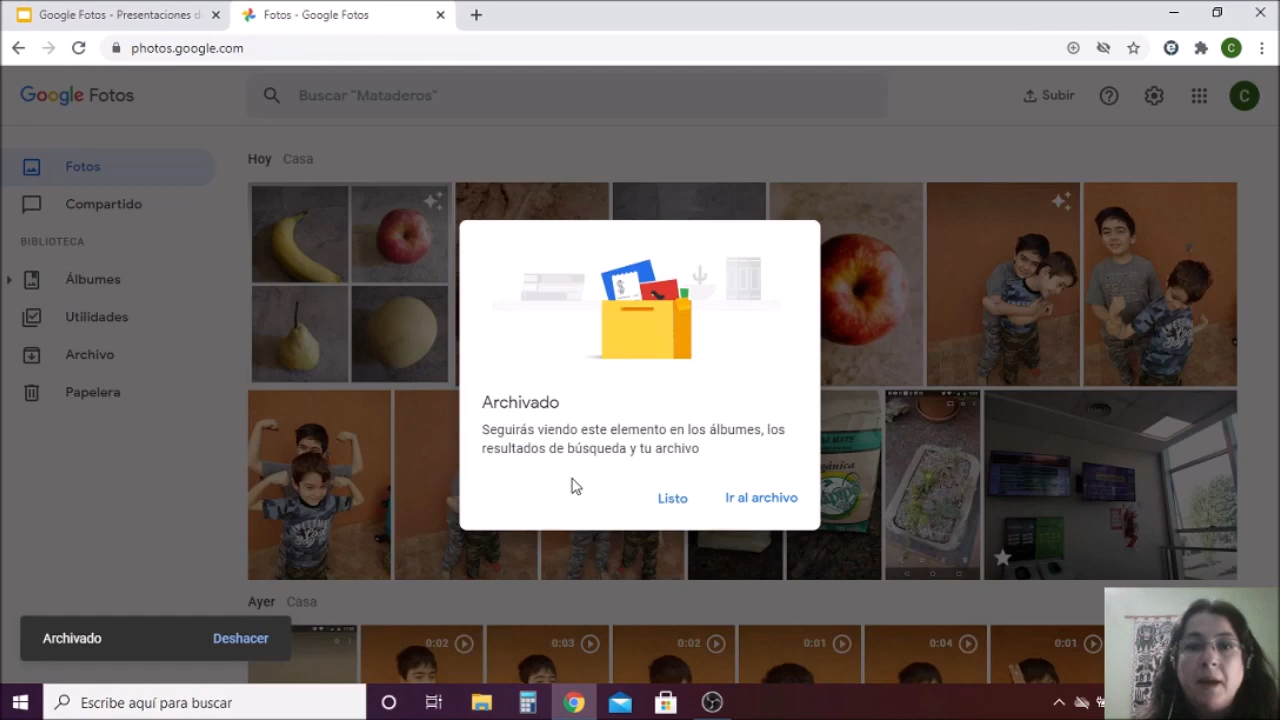 Google Fotos - Presentaciones d
Fotos - Google Fotos
photos.google.com
C
Google Fotos
Buscar "Mataderos"
Subir
C
Fotos
Compartido
BIBLIOTECA
Álbumes
Utilidades
Archivo
Papelera
Hoy Casa
Archivado
Seguirás viendo este elemento en los álbumes, los
resultados de búsqueda y tu archivo
Listo
Ir al archivo
Ayer Casa
Archivado
Deshacer
0:02
0:03
0:02
0:01
0:04
0:01
Escribe aquí para buscar